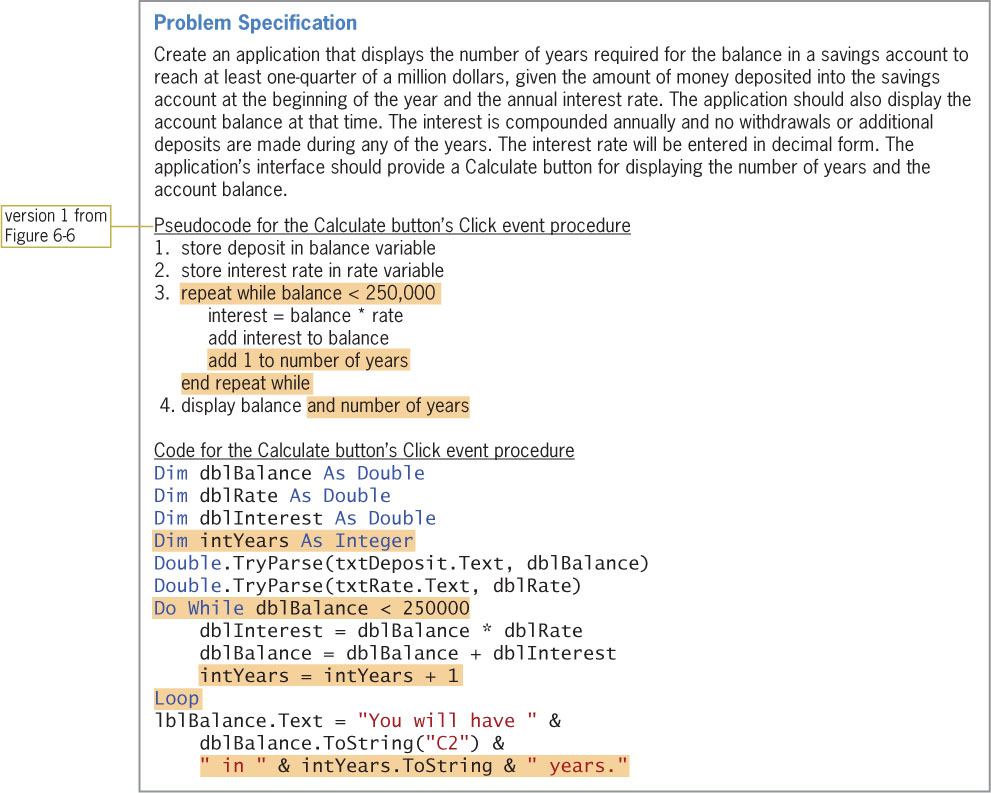 Problem Specification
Create an application that displays the number of years required for the balance in a savings account to
reach at least one-quarter of a million dollars, given the amount of money deposited into the savings
account at the beginning of the year and the annual interest rate. The application should also display the
account balance at that time. The interest is compounded annually and no withdrawals or additional
deposits are made during any of the years. The interest rate will be entered in decimal form. The
application's interface should provide a Calculate button for displaying the number of years and the
account balance.
version 1 from
Figure 6-6
Pseudocode for the Calculate button's Click event procedure
1. store deposit in balance variable
2. store interest rate in rate variable
3. repeat while balance < 250,000
interest = balance * rate
add interest to balance
add 1 to number of years
end repeat while
4. display balance and number of years
Code for the Calculate button's Click event procedure
Dim dblBalance As Double
Dim dblRate As Double
Dim dblInterest As Double
Dim intYears As Integer
Double.TryParse(txtDeposit.Text, dblBalance)
Double.TryParse(txtRate.Text, dblRate)
Do While dblBalance < 250000
dblInterest = dblBalance * dblRate
dblBalance = dblBalance + dblInterest
intYears = intYears + 1
Loop
lblBalance.Text = "You will have " &
dblBalance.ToString("C2") &
" in " & intYears.ToString & " years."